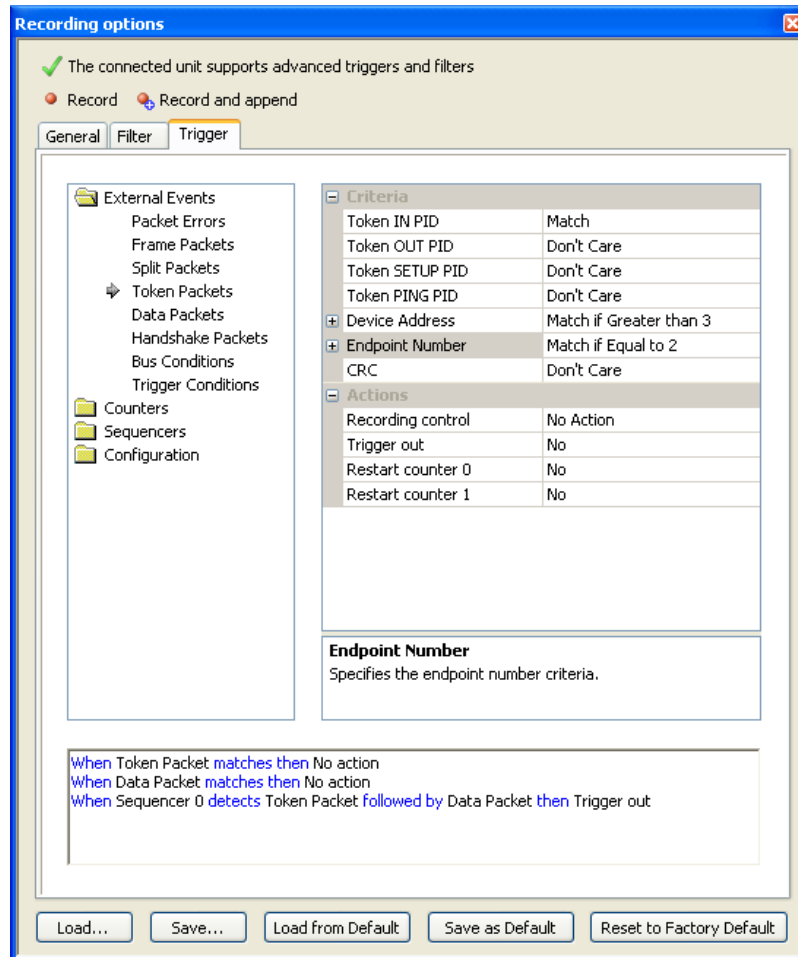 Recording options
The connected unit supports advanced triggers and filters
Record Record and append
General Filter Trigger
External Events
Packet Errors
Frame Packets
Split Packets
Token Packets
Data Packets
Handshake Packets
Bus Conditions
Trigger Conditions
Counters
Sequencers
Configuration
Criteria
Token IN PID Match
Token OUT PID Don't Care
Token SETUP PID Don't Care
Token PING PID Don't Care
Device Address Match if Greater than 3
Endpoint Number Match if Equal to 2
CRC Don't Care
Actions
Recording control No Action
Trigger out No
Restart counter 0 No
Restart counter 1 No
Endpoint Number
Specifies the endpoint number criteria.
When Token Packet matches then No action
When Data Packet matches then No action
When Sequencer 0 detects Token Packet followed by Data Packet then Trigger out
Load... Save... Load from Default Save as Default Reset to Factory Default